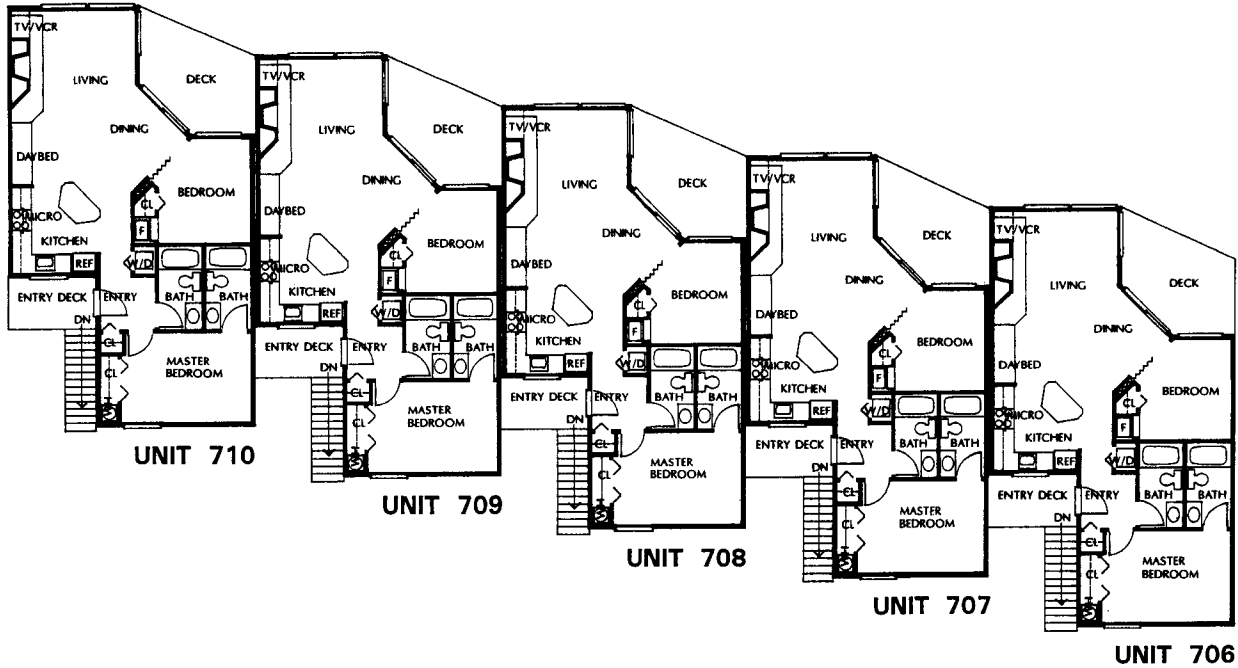 TV/VCR
LIVING
DECK
DINING
DAYBED
BEDROOM
CL
MICRO
F
KITCHEN
REF
W/D
ENTRY DECK
ENTRY
BATH
BATH
DN
CL
MASTER
BEDROOM
CL
W
UNIT 710
TV/VCR
LIVING
DECK
DINING
DAYBED
BEDROOM
CL
MICRO
F
KITCHEN
REF
W/D
ENTRY DECK
ENTRY
BATH
BATH
DN
CL
MASTER
BEDROOM
CL
W
UNIT 709
TV/VCR
LIVING
DECK
DINING
DAYBED
BEDROOM
CL
MICRO
F
KITCHEN
REF
W/D
ENTRY DECK
ENTRY
BATH
BATH
DN
CL
MASTER
BEDROOM
CL
W
UNIT 708
TV/VCR
LIVING
DECK
DINING
DAYBED
BEDROOM
CL
MICRO
F
KITCHEN
REF
W/D
ENTRY DECK
ENTRY
BATH
BATH
DN
CL
MASTER
BEDROOM
CL
W
UNIT 707
TV/VCR
LIVING
DECK
DINING
DAYBED
BEDROOM
CL
MICRO
F
KITCHEN
REF
W/D
ENTRY DECK
ENTRY
BATH
BATH
DN
CL
MASTER
BEDROOM
CL
W
UNIT 706